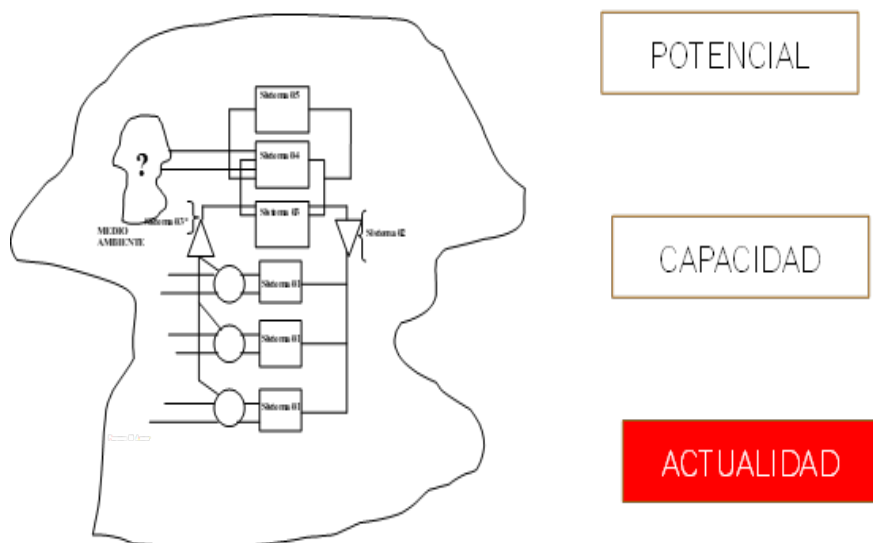 POTENCIAL
Sistema 05
Sistema 04
?
Sistema 03
Sistema 03*
MEDIO
AMBIENTE
Sistema 02
CAPACIDAD
Sistema 01
Sistema 01
Sistema 01
ACTUALIDAD